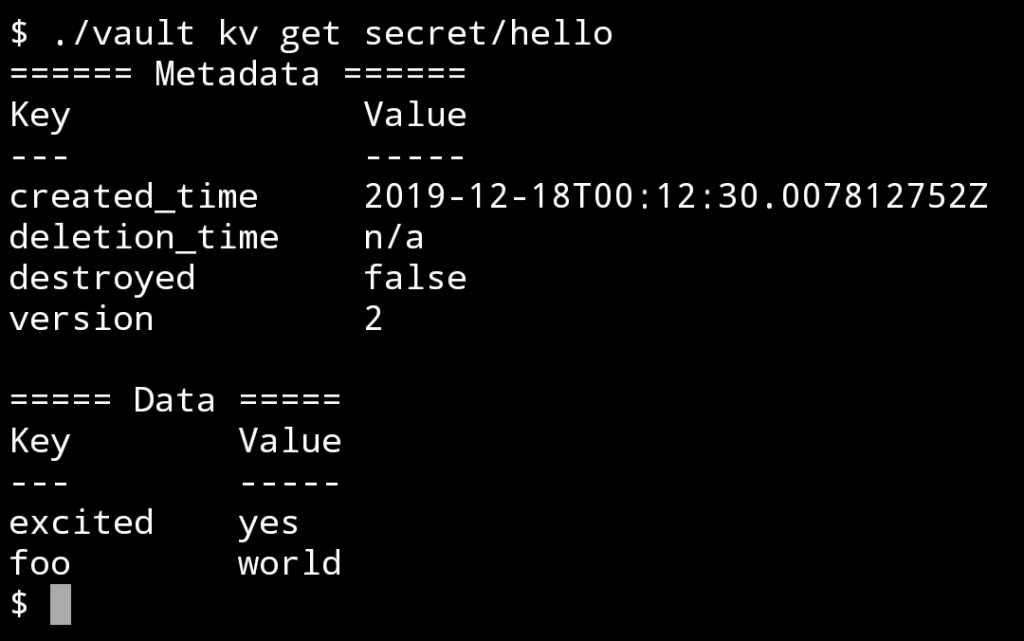 $ ./vault kv get secret/hello
====== Metadata ======
Key              Value
---              -----
created_time     2019-12-18T00:12:30.007812752Z
deletion_time    n/a
destroyed        false
version          2

===== Data =====
Key        Value
---        -----
excited    yes
foo        world
$